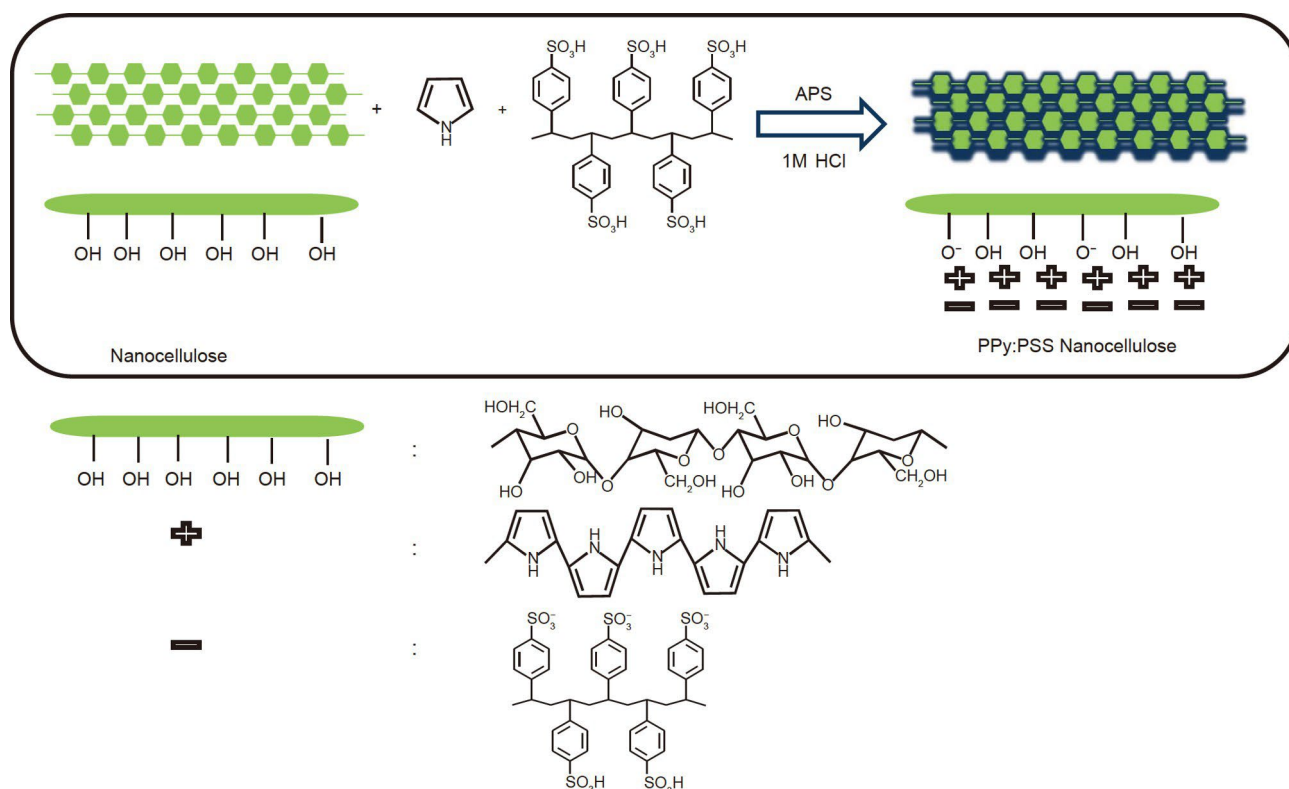 SO3H SO3H SO3H
+ + APS
N
H
1M HCl
SO3H SO3H
OH OH OH OH OH OH
O− OH OH O− OH OH
Nanocellulose
PPy:PSS Nanocellulose
OH OH OH OH OH OH
:
HOH2C HO HOH2C HO
O O O O
OH O OH O
HO HO CH2OH HO HO CH2OH
:
H H
N N
N N N
H H H
:
SO3− SO3− SO3−
SO3H SO3H